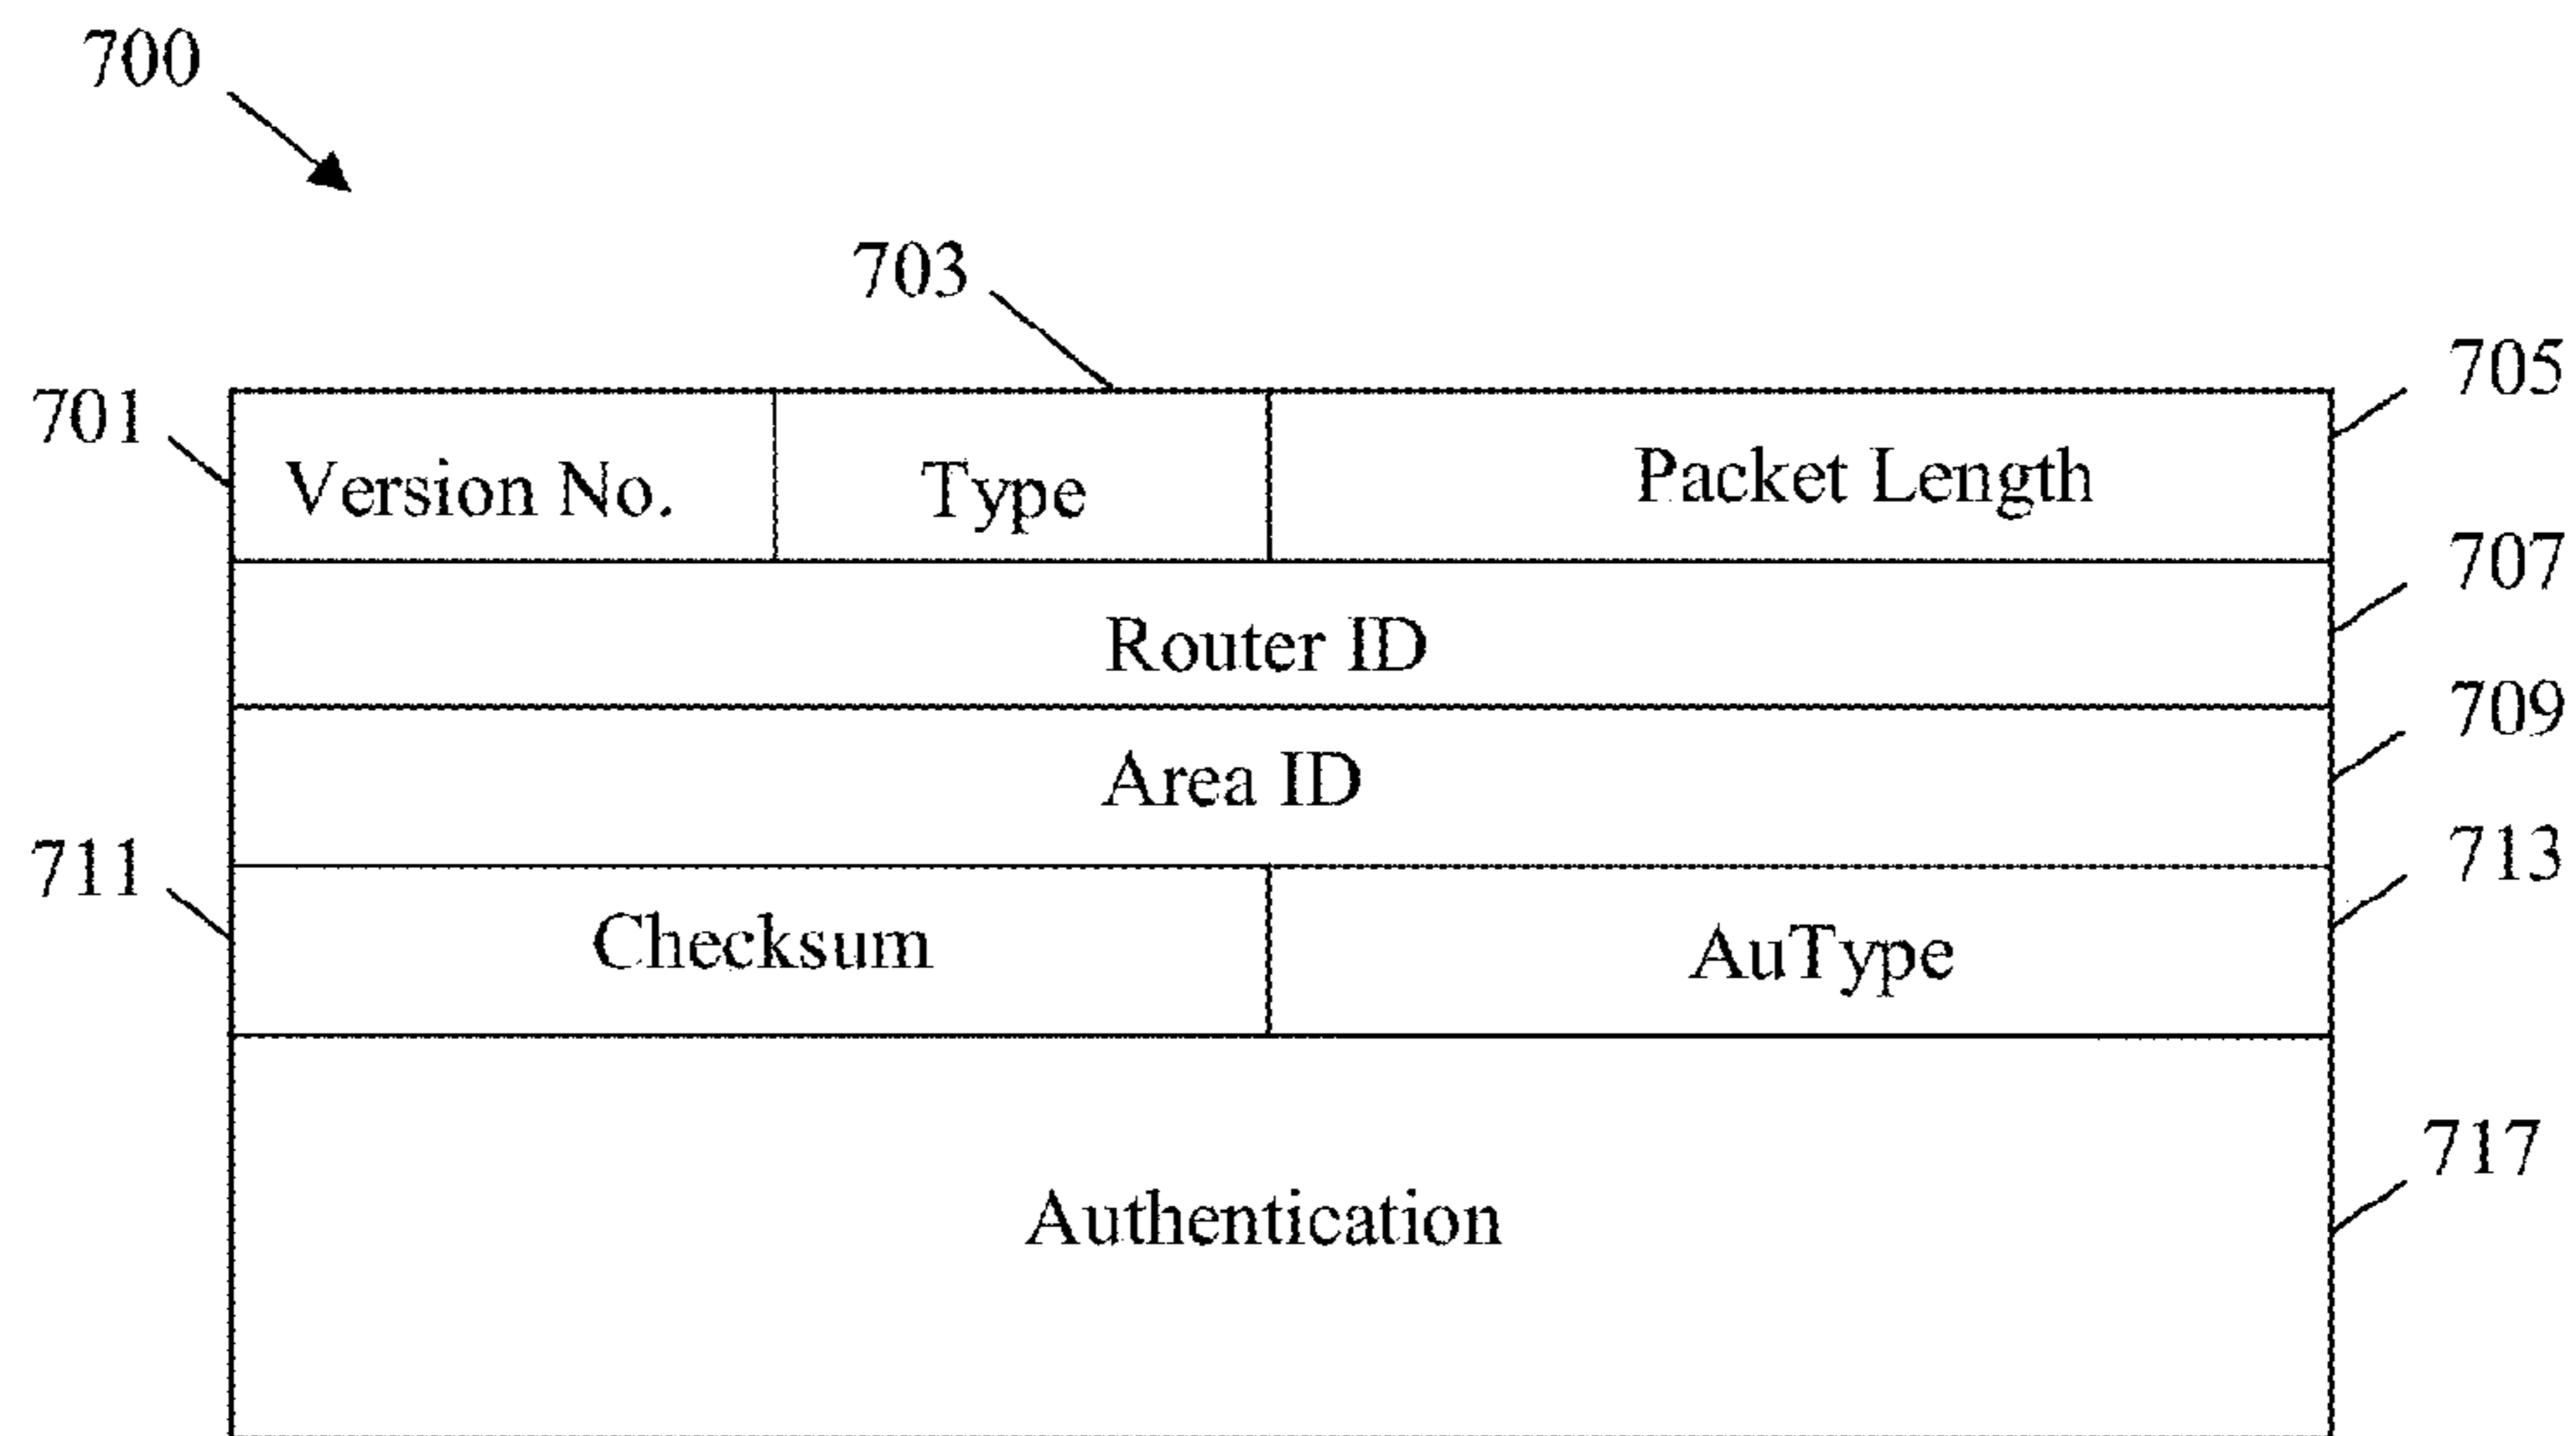 700
703
705
701
Version No. Type Packet Length
707
Router ID
709
Area ID
711
713
Checksum AuType
717
Authentication